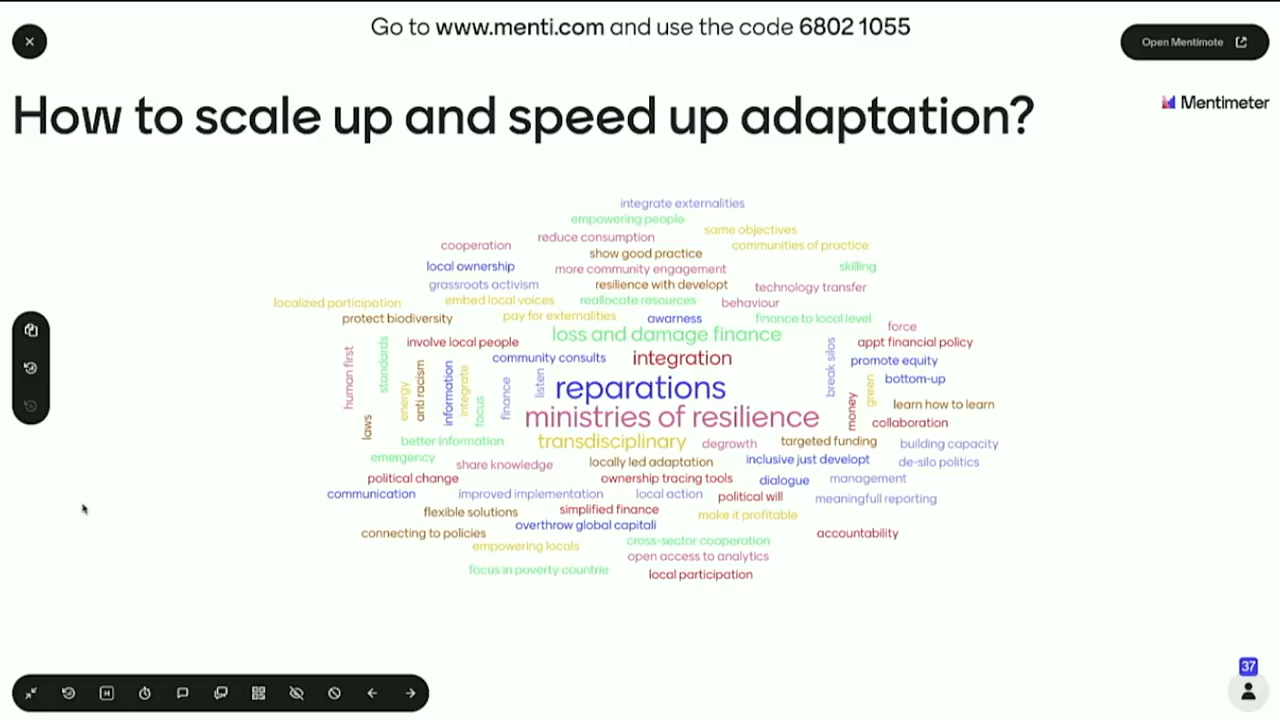 Go to www.menti.com and use the code 6802 1055
Open Mentimote
How to scale up and speed up adaptation?
Mentimeter
integrate externalities
empowering people
same objectives
reduce consumption
cooperation
communities of practice
show good practice
local ownership
more community engagement
skilling
grassroots activism
resilience with developt
technology transfer
localized participation
embed local voices
reallocate resources
behaviour
protect biodiversity
pay for externalities
awarness
finance to local level
force
loss and damage finance
involve local people
appt financial policy
community consults
integration
promote equity
human first
standards
energy
anti racism
information
integrate
focus
finance
listen
break silos
green
bottom-up
reparations
laws
money
learn how to learn
ministries of resilience
collaboration
better information
transdisciplinary
degrowth
targeted funding
building capacity
emergency
share knowledge
locally led adaptation
inclusive just developt
de-silo politics
political change
ownership tracing tools
dialogue
management
communication
improved implementation
local action
political will
meaningfull reporting
flexible solutions
simplified finance
make it profitable
overthrow global capitali
connecting to policies
accountability
empowering locals
cross-sector cooperation
open access to analytics
focus in poverty countrie
local participation
37